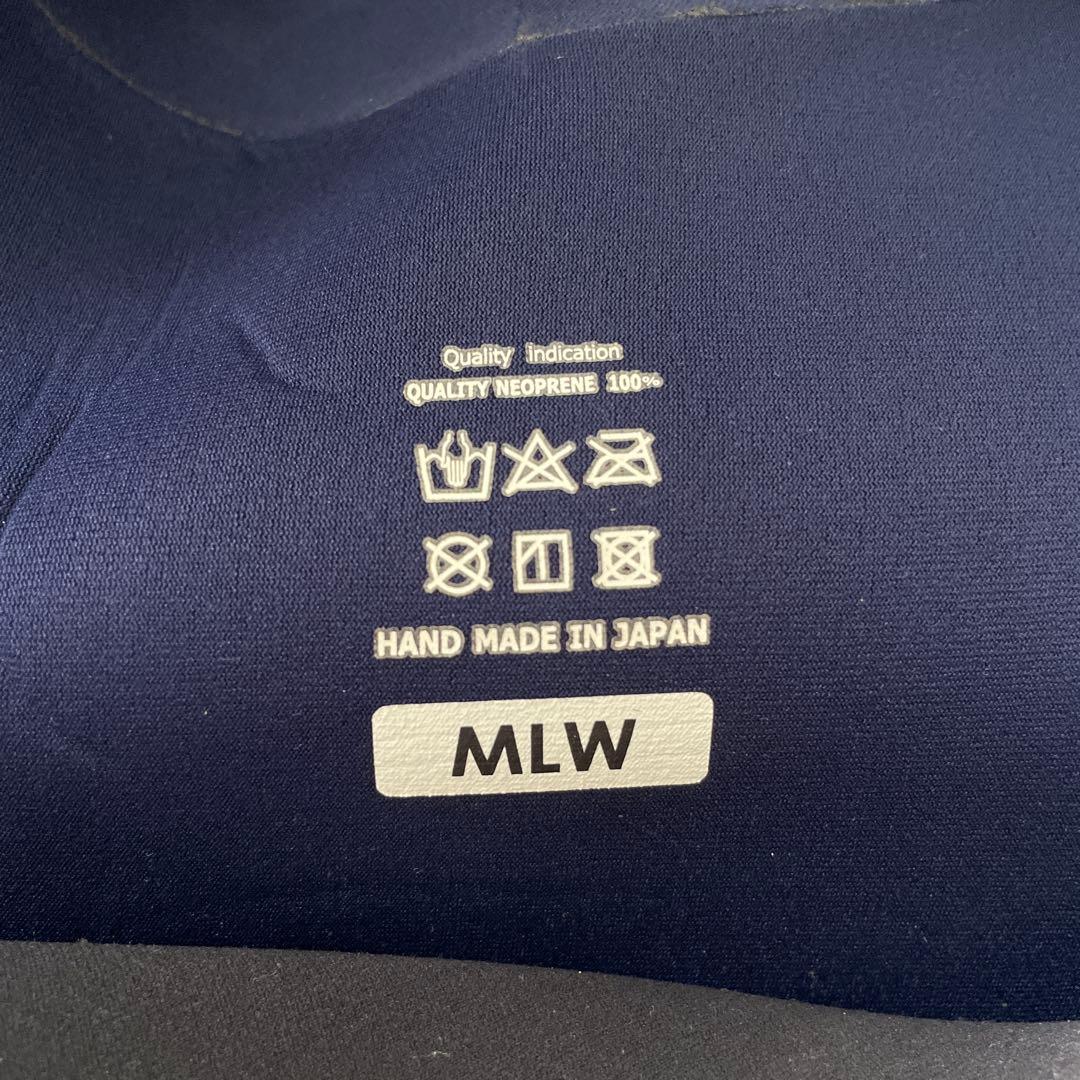 Quality indication
QUALITY NEOPRENE 100%
HAND MADE IN JAPAN
MLW